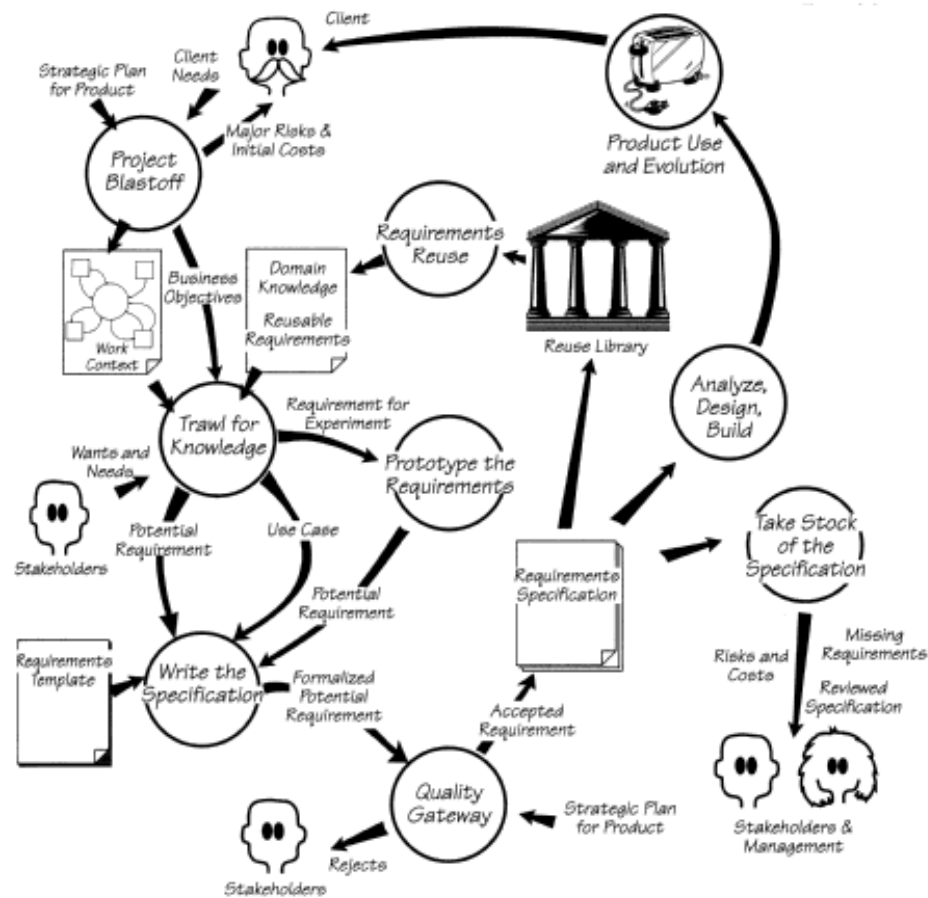 Client
Client
Needs
Strategic Plan
for Product
Major Risks &
Initial Costs
Project
Blastoff
Product Use
and Evolution
Requirements
Reuse
Business
Objectives
Domain
Knowledge
Reusable
Requirements
Work
Context
Reuse Library
Analyze,
Design,
Build
Trawl for
Knowledge
Requirement for
Experiment
Prototype the
Requirements
Wants and
Needs
Stakeholders
Potential
Requirement
Use Case
Potential
Requirement
Requirements
Specification
Take Stock
of the
Specification
Risks and
Costs
Missing
Requirements
Reviewed
Specification
Requirements
Template
Write the
Specification
Formalized
Potential
Requirement
Accepted
Requirement
Quality
Gateway
Strategic Plan
for Product
Stakeholders &
Management
Rejects
Stakeholders